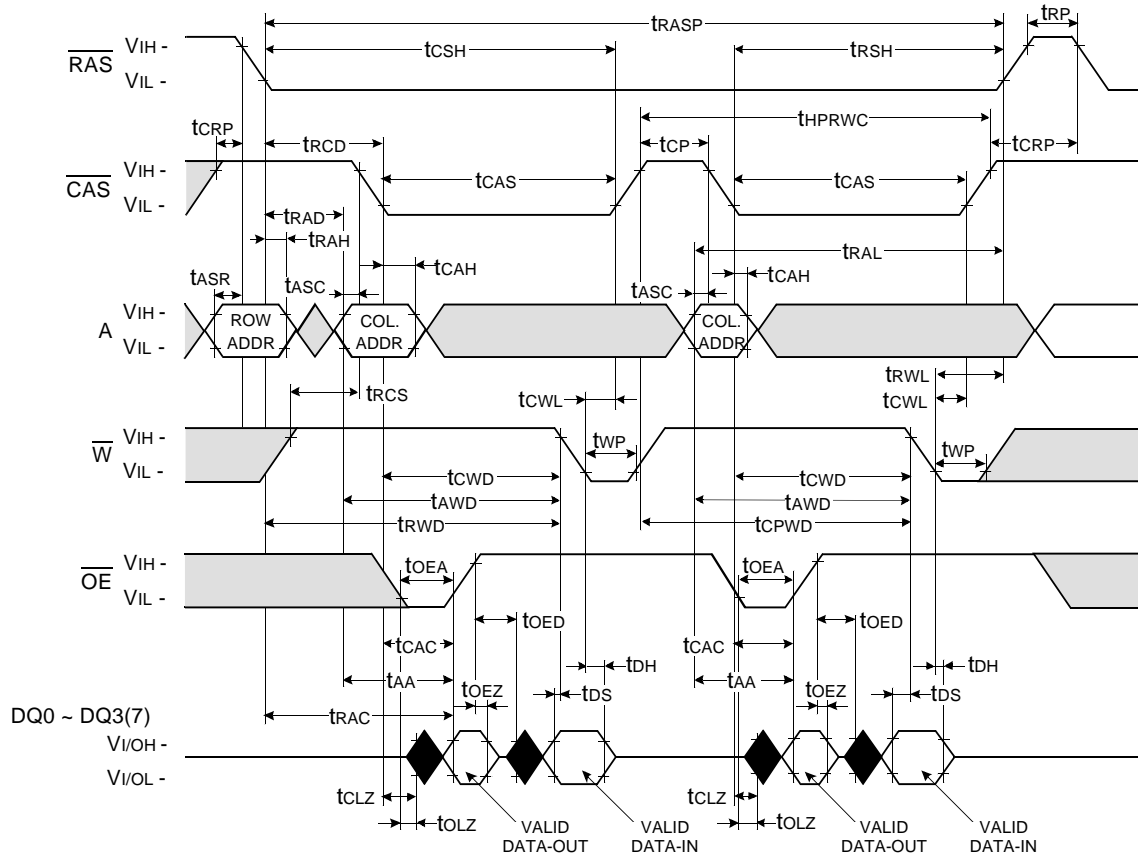 tRASP
tRP
tCSH
tRSH
RAS
VIH -
VIL -
tHPRWC
tCRP
tRCD
tCP
tCRP
CAS
VIH -
VIL -
tCAS
tCAS
tRAD
tRAH
tRAL
tASR
tASC
tCAH
tASC
tCAH
A
VIH -
VIL -
ROW
ADDR
COL.
ADDR
COL.
ADDR
tRCS
tCWL
tRWL
tCWL
W
VIH -
VIL -
tWP
tWP
tCWD
tCWD
tAWD
tAWD
tRWD
tCPWD
OE
VIH -
VIL -
tOEA
tOEA
tOED
tOED
tCAC
tCAC
tDH
tDH
tAA
tAA
tOEZ
tDS
tOEZ
tDS
tRAC
DQ0 ~ DQ3(7)
VI/OH -
VI/OL -
tCLZ
tCLZ
tOLZ
tOLZ
VALID
DATA-OUT
VALID
DATA-IN
VALID
DATA-OUT
VALID
DATA-IN